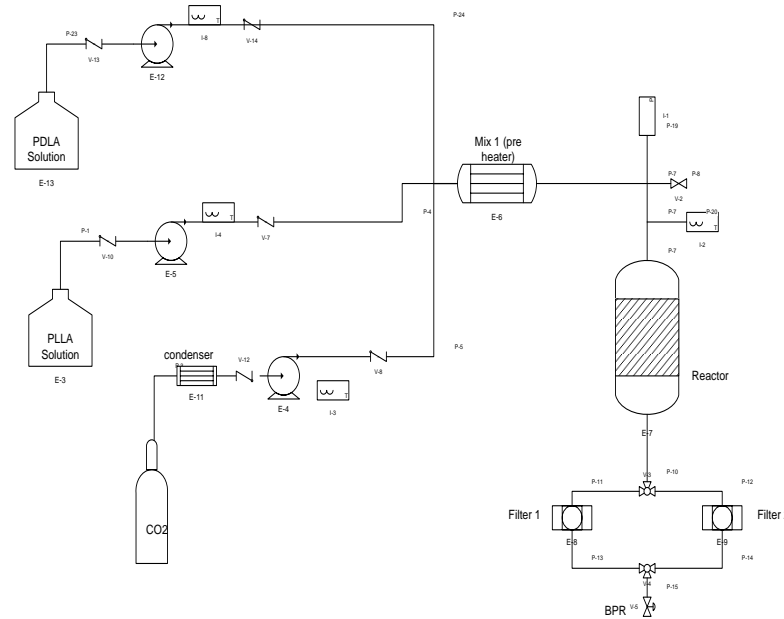 P-23
V-13
E-12
T
I-8
V-14
P-24
PDLA
Solution
E-13
P
I-1
P-19
Mix 1 (pre
heater)
E-6
P-7
P-8
V-2
P-7
P-20
T
I-2
P-4
P-1
V-10
E-5
T
I-4
V-7
P-7
PLLA
Solution
E-3
condenser
E-11
V-12
E-4
T
I-3
V-8
P-5
Reactor
E-7
CO2
V-3
P-10
P-11
P-12
Filter 1
E-8
E-9
Filter
P-13
P-14
V-4
P-15
BPR
V-5